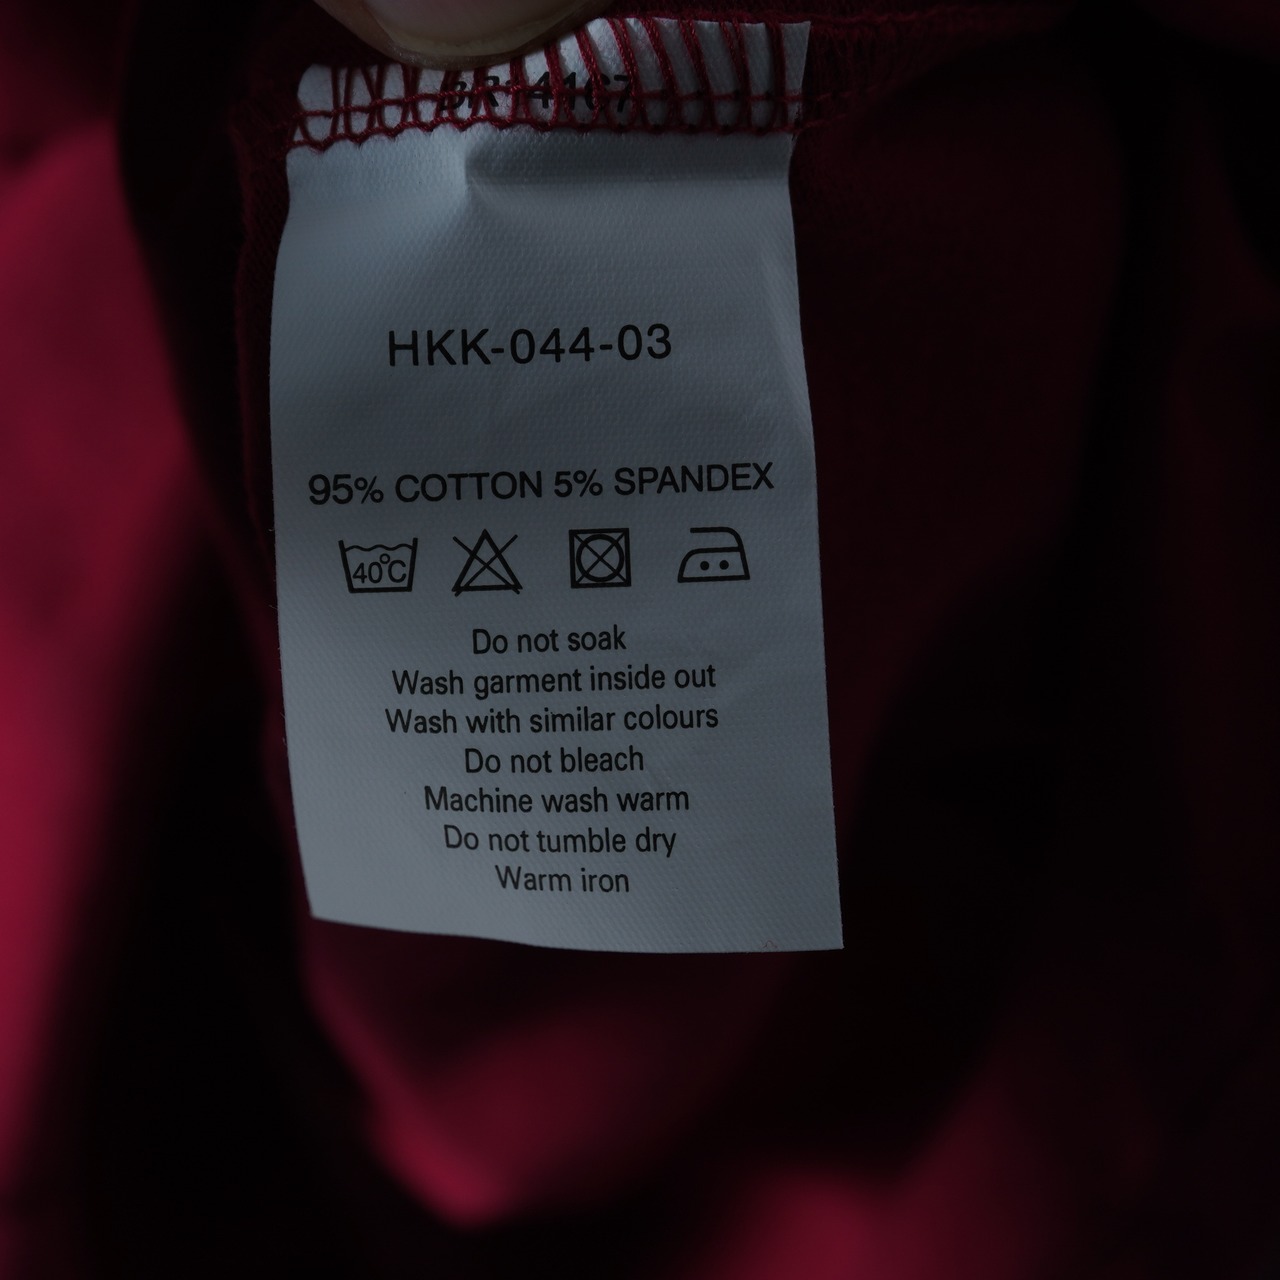 HKK-044-03
95% COTTON 5% SPANDEX
40°C
Do not soak
Wash garment inside out
Wash with similar colours
Do not bleach
Machine wash warm
Do not tumble dry
Warm iron